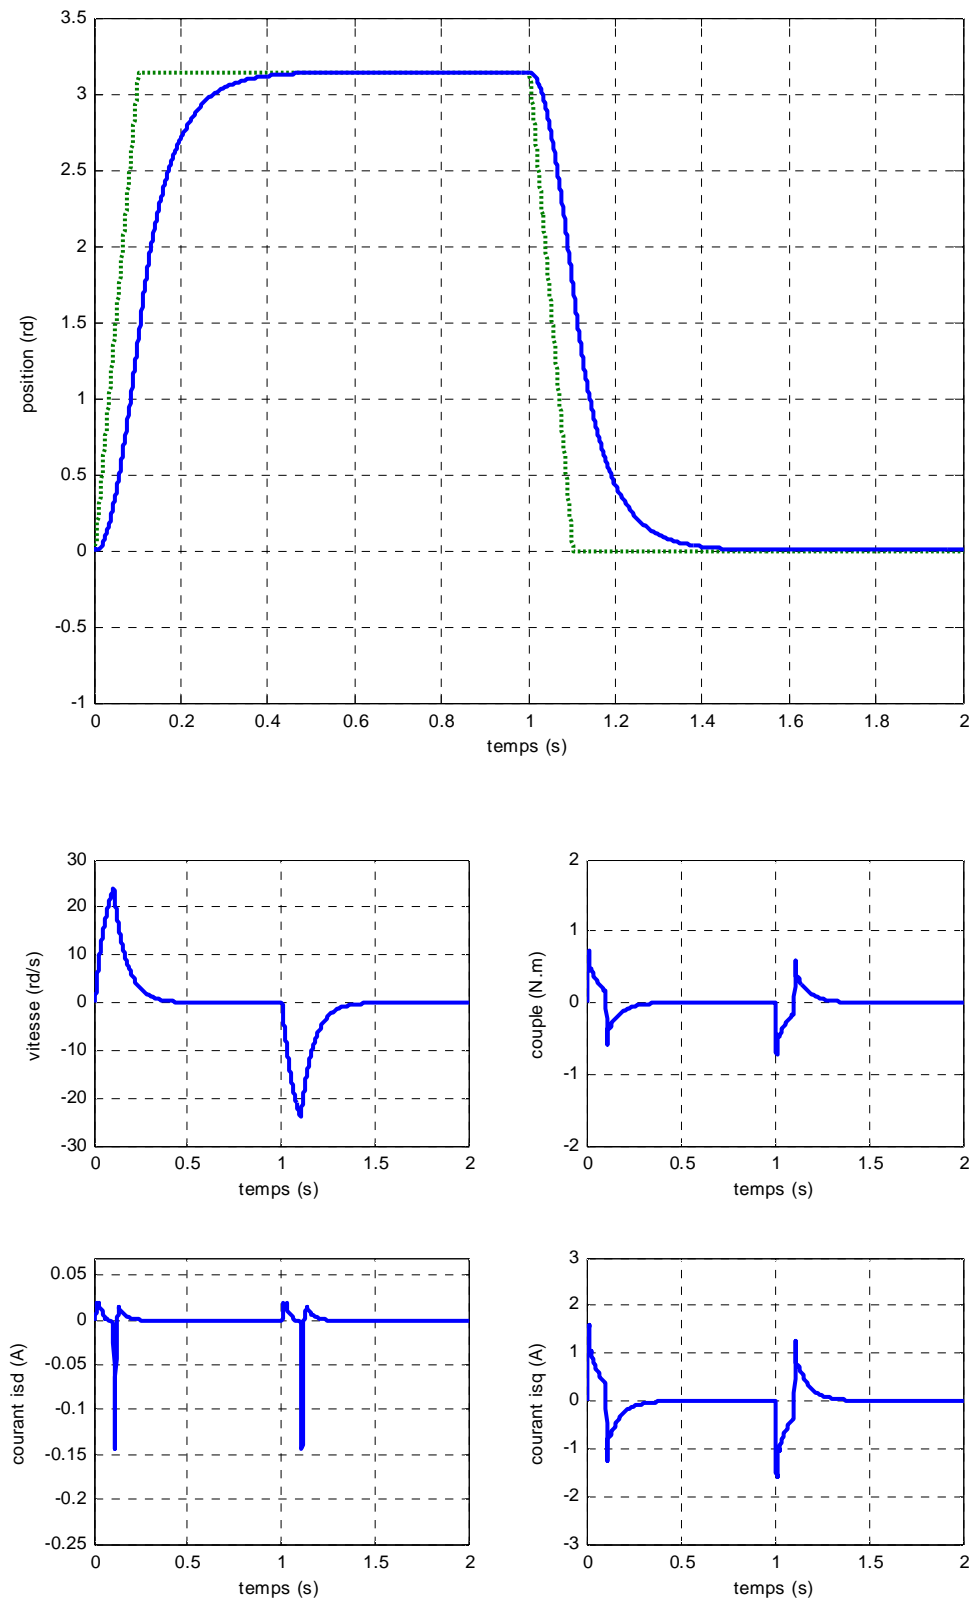 3.5
3
2.5
2
1.5
1
0.5
0
-0.5
-1
position (rd)
0 0.2 0.4 0.6 0.8 1 1.2 1.4 1.6 1.8 2
temps (s)
30
20
10
0
-10
-20
-30
vitesse (rd/s)
0 0.5 1 1.5 2
temps (s)
2
1
0
-1
-2
couple (N.m)
0 0.5 1 1.5 2
temps (s)
0.05
0
-0.05
-0.1
-0.15
-0.2
-0.25
courant isd (A)
0 0.5 1 1.5 2
temps (s)
3
2
1
0
-1
-2
-3
courant isq (A)
0 0.5 1 1.5 2
temps (s)